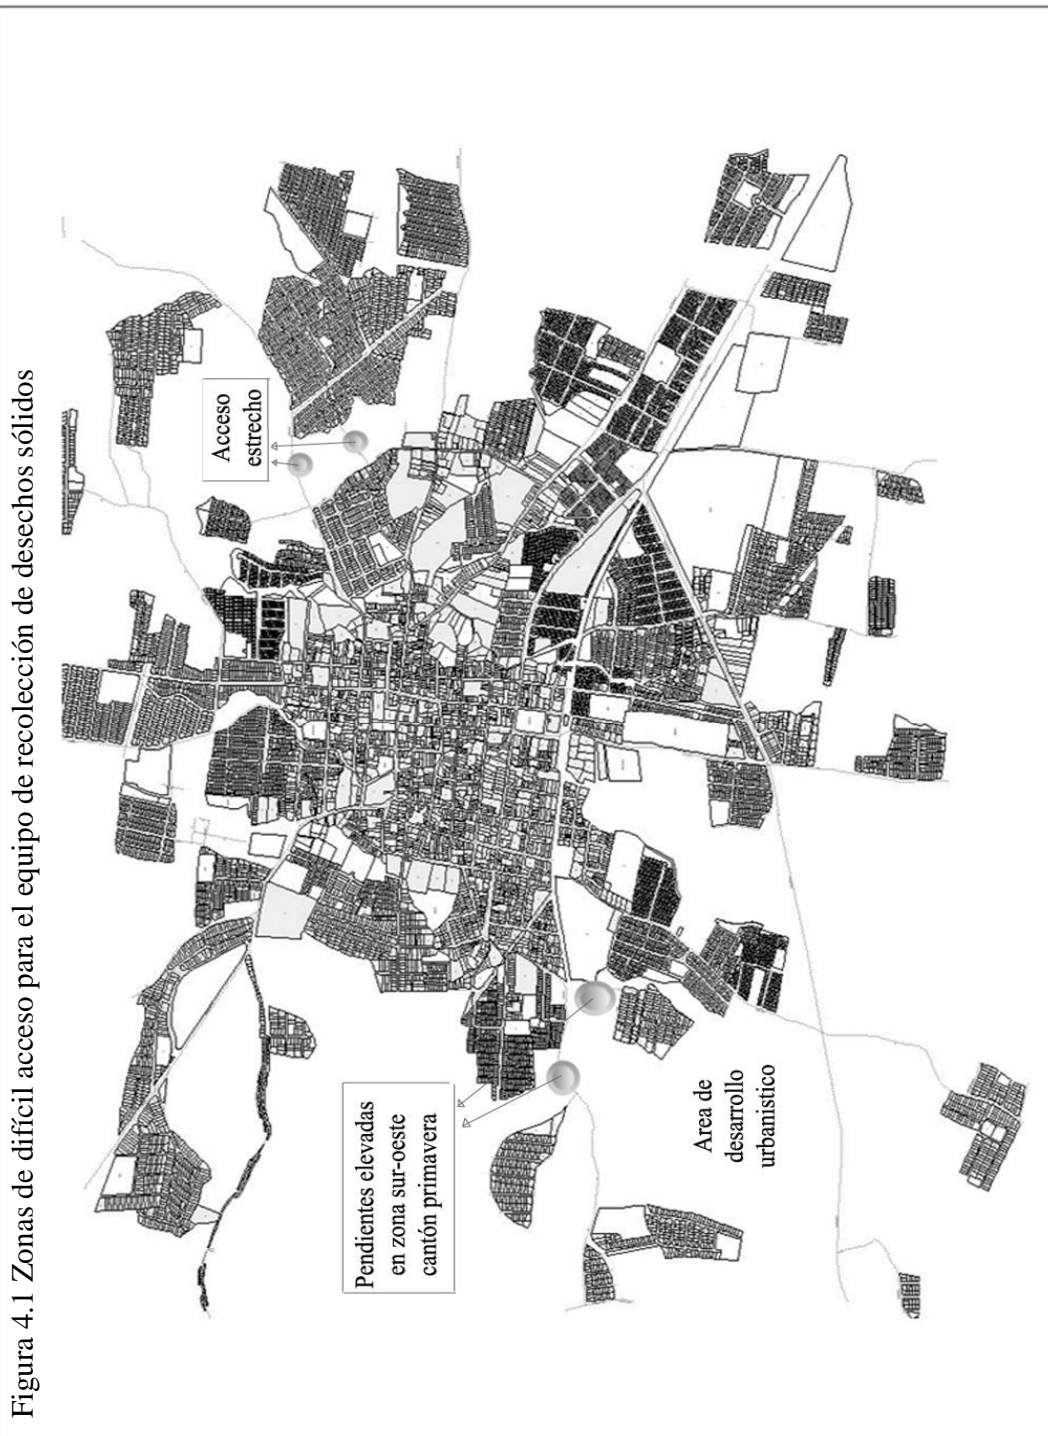 Figura 4.1 Zonas de difícil acceso para el equipo de recolección de desechos sólidos
Acceso
estrecho
Pendientes elevadas
en zona sur-oeste
cantón primavera
Area de
desarrollo
urbanistico